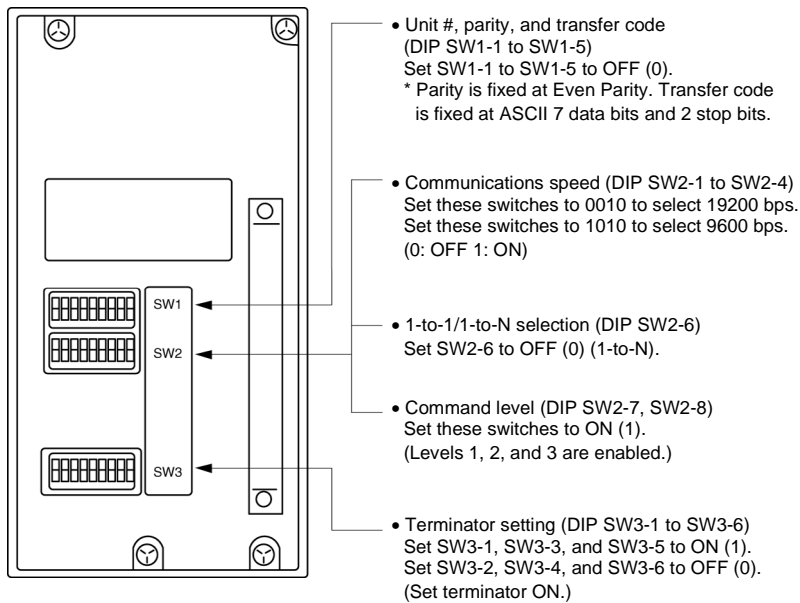 • Unit #, parity, and transfer code
(DIP SW1-1 to SW1-5)
Set SW1-1 to SW1-5 to OFF (0).
* Parity is fixed at Even Parity. Transfer code
is fixed at ASCII 7 data bits and 2 stop bits.
• Communications speed (DIP SW2-1 to SW2-4)
Set these switches to 0010 to select 19200 bps.
Set these switches to 1010 to select 9600 bps.
(0: OFF 1: ON)
SW1
• 1-to-1/1-to-N selection (DIP SW2-6)
Set SW2-6 to OFF (0) (1-to-N).
SW2
• Command level (DIP SW2-7, SW2-8)
Set these switches to ON (1).
(Levels 1, 2, and 3 are enabled.)
SW3
• Terminator setting (DIP SW3-1 to SW3-6)
Set SW3-1, SW3-3, and SW3-5 to ON (1).
Set SW3-2, SW3-4, and SW3-6 to OFF (0).
(Set terminator ON.)